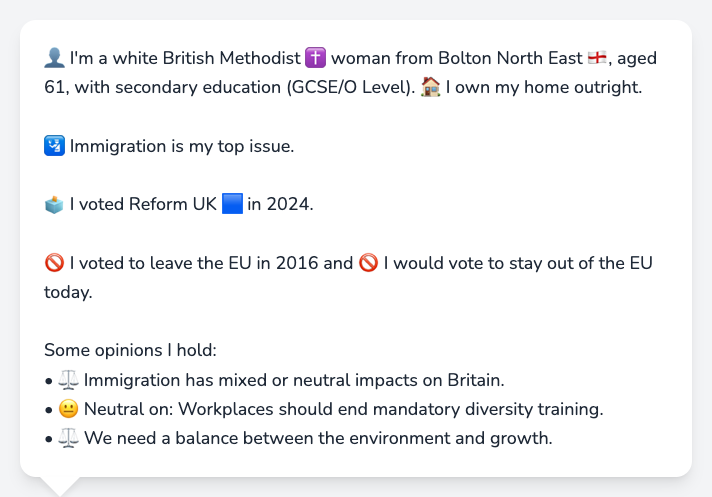 👤 I'm a white British Methodist ✝️ woman from Bolton North East 🏴󠁧󠁢󠁥󠁮󠁧󠁿, aged
61, with secondary education (GCSE/O Level). 🏠 I own my home outright.
🛂 Immigration is my top issue.
🗳️ I voted Reform UK 🟦 in 2024.
🚫 I voted to leave the EU in 2016 and 🚫 I would vote to stay out of the EU
today.
Some opinions I hold:
• ⚖️ Immigration has mixed or neutral impacts on Britain.
• 😐 Neutral on: Workplaces should end mandatory diversity training.
• ⚖️ We need a balance between the environment and growth.